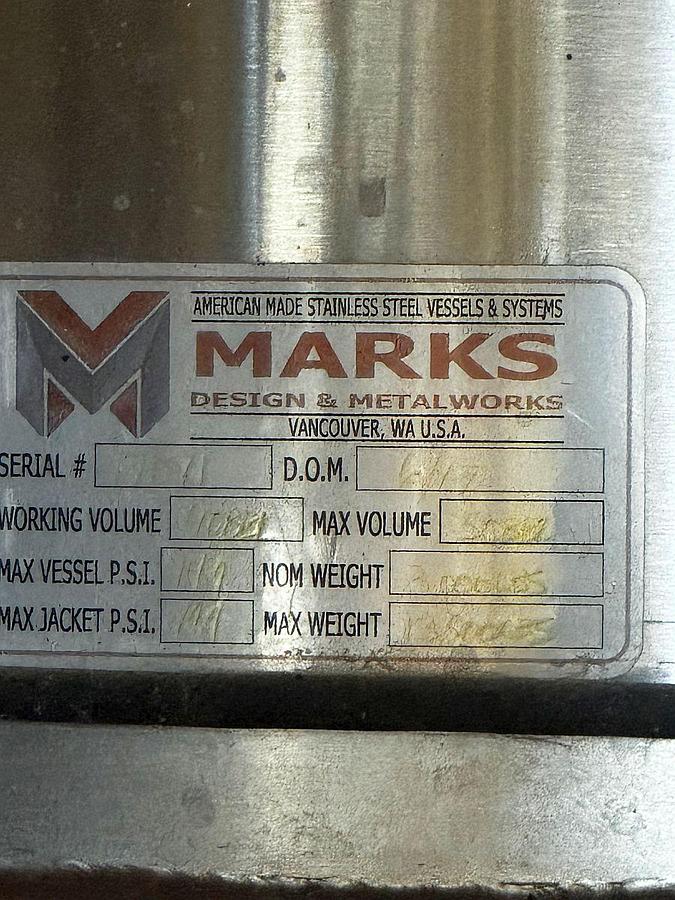 AMERICAN MADE STAINLESS STEEL VESSELS & SYSTEMS
MARKS
DESIGN & METALWORKS
VANCOUVER, WA U.S.A.
SERIAL # D.O.M.
WORKING VOLUME MAX VOLUME
MAX VESSEL P.S.I. NOM WEIGHT
MAX JACKET P.S.I. MAX WEIGHT